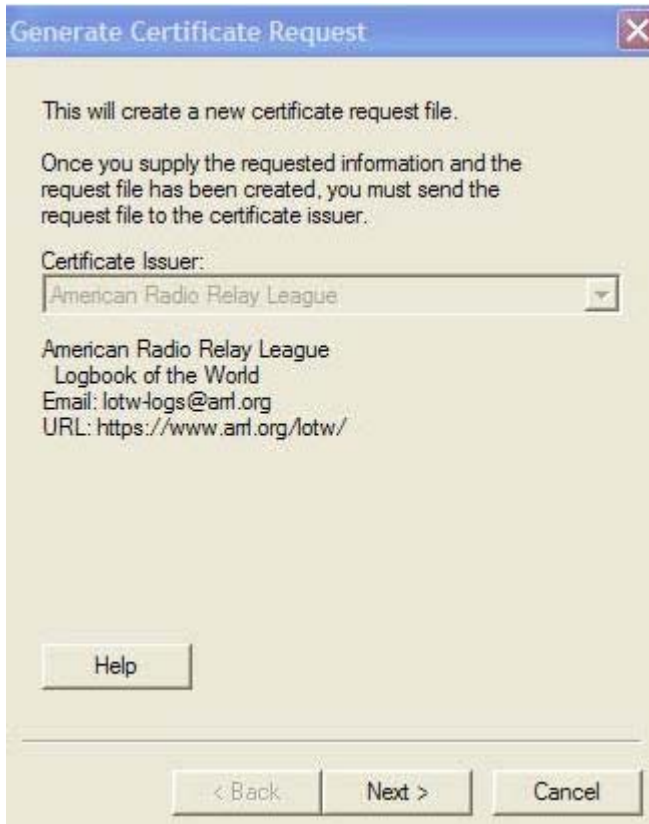 Generate Certificate Request
This will create a new certificate request file.
Once you supply the requested information and the
request file has been created, you must send the
request file to the certificate issuer.
Certificate Issuer:
American Radio Relay League
American Radio Relay League
Logbook of the World
Email: lotw-logs@arrl.org
URL: https://www.arrl.org/lotw/
Help
< Back
Next >
Cancel